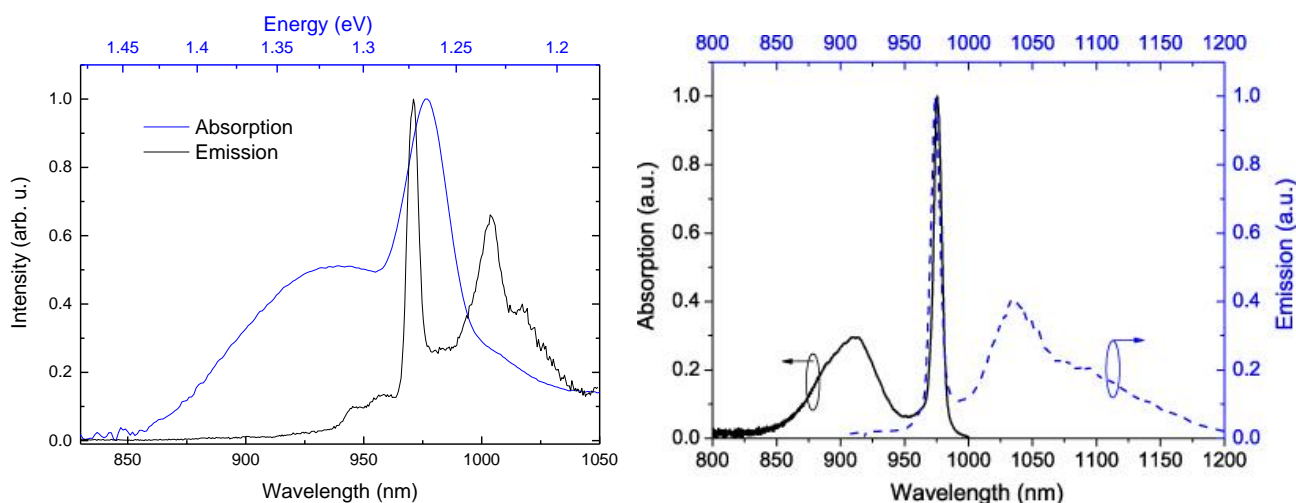 Energy (eV)
1.45 1.4 1.35 1.3 1.25 1.2
1.0
0.8
0.6
0.4
0.2
0.0
Intensity (arb. u.)
Absorption
Emission
850 900 950 1000 1050
Wavelength (nm)
800 850 900 950 1000 1050 1100 1150 1200
1.0
0.8
0.6
0.4
0.2
0.0
Absorption (a.u.)
1.0
0.8
0.6
0.4
0.2
0.0
Emission (a.u.)
800 850 900 950 1000 1050 1100 1150 1200
Wavelength (nm)